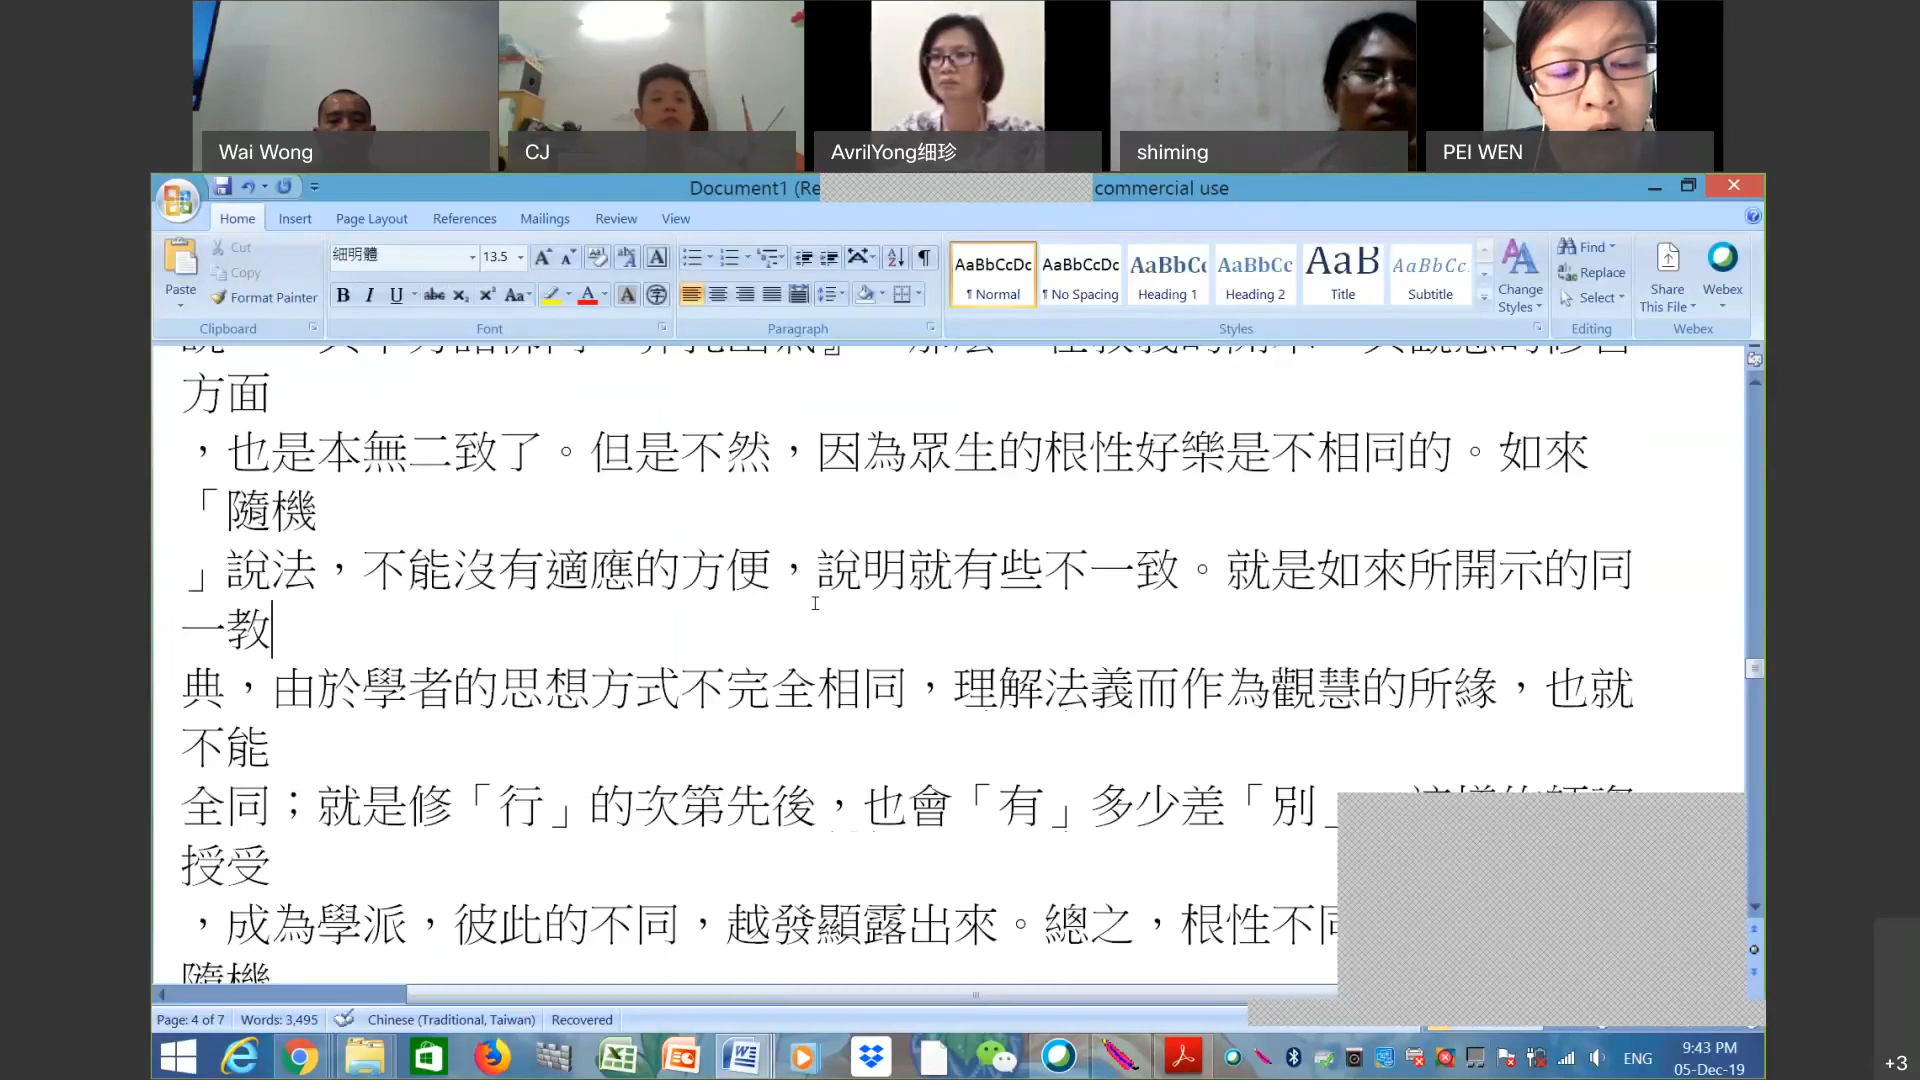 Wai Wong
CJ
AvrilYong细珍
shiming
PEI WEN
Document1 (Re
commercial use
Home
Insert
Page Layout
References
Mailings
Review
View
Paste
Cut
Copy
Format Painter
Clipboard
細明體
13.5
Font
Paragraph
AaBbCcDc
¶ Normal
AaBbCcDc
¶ No Spacing
AaBbCc
Heading 1
AaBbCc
Heading 2
AaB
Title
AaBbCc.
Subtitle
Change
Styles
Styles
Find
Replace
Select
Editing
Share
This File
Webex
Webex
方面
，也是本無二致了。但是不然，因為眾生的根性好樂是不相同的。如來
「隨機
」說法，不能沒有適應的方便，說明就有些不一致。就是如來所開示的同
一教
典，由於學者的思想方式不完全相同，理解法義而作為觀慧的所緣，也就
不能
全同；就是修「行」的次第先後，也會「有」多少差「別」
授受
，成為學派，彼此的不同，越發顯露出來。總之，根性不同
隨機
Page: 4 of 7
Words: 3,495
Chinese (Traditional, Taiwan)
Recovered
ENG
9:43 PM
05-Dec-19
+3